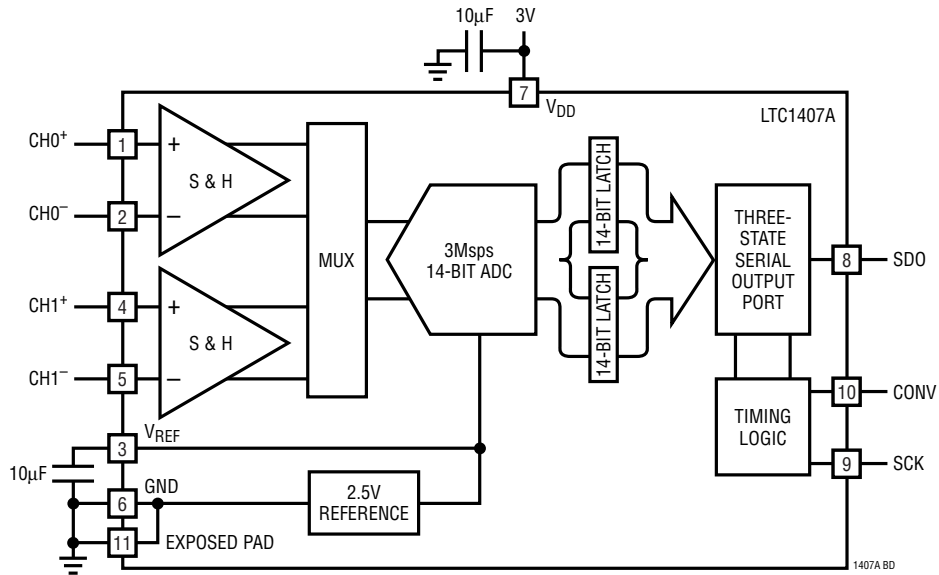 10µF
3V
7
VDD
LTC1407A
CH0+
1
+
S & H
CH0–
2
–
MUX
3Msps
14-BIT ADC
14-BIT LATCH
14-BIT LATCH
THREE-
STATE
SERIAL
OUTPUT
PORT
8
SDO
CH1+
4
+
S & H
CH1–
5
–
10
CONV
TIMING
LOGIC
9
SCK
VREF
3
10µF
GND
6
2.5V
REFERENCE
11
EXPOSED PAD
1407A BD